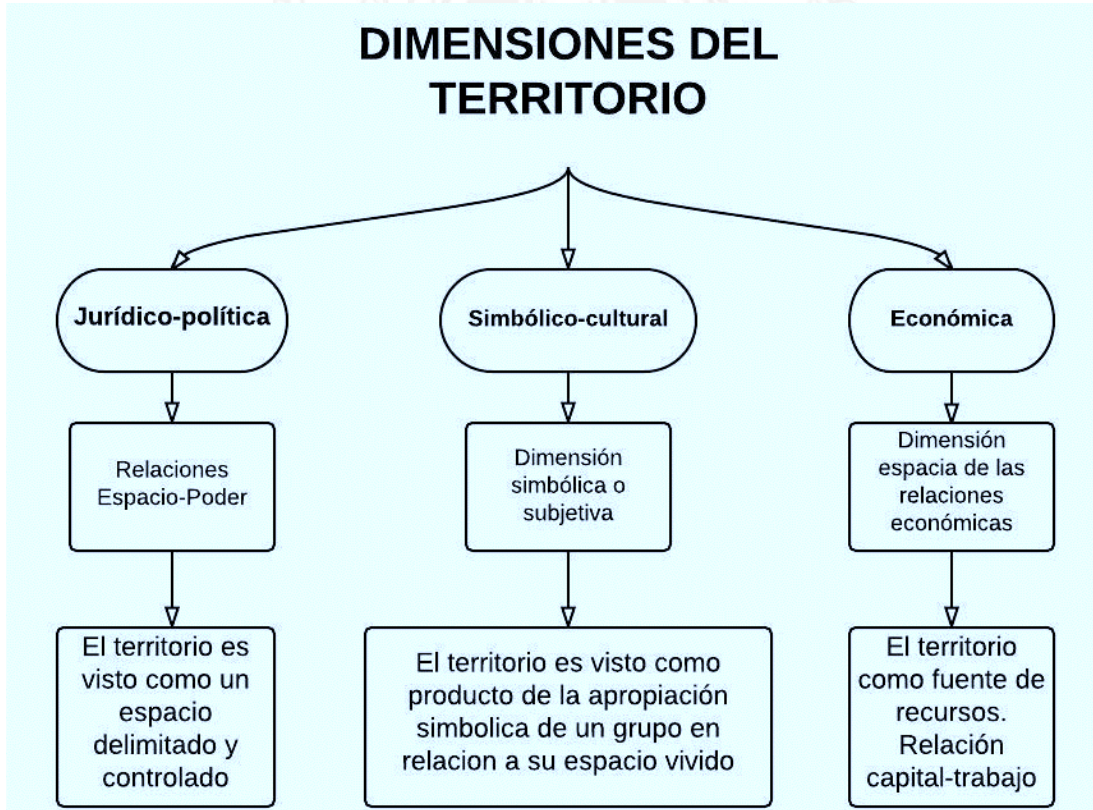 DIMENSIONES DEL
TERRITORIO
Jurídico-política
Simbólico-cultural
Económica
Relaciones
Espacio-Poder
Dimensión
simbólica o
subjetiva
Dimensión
espacia de las
relaciones
económicas
El territorio es
visto como un
espacio
delimitado y
controlado
El territorio es visto como
producto de la apropiación
simbolica de un grupo en
relacion a su espacio vivido
El territorio
como fuente de
recursos.
Relación
capital-trabajo